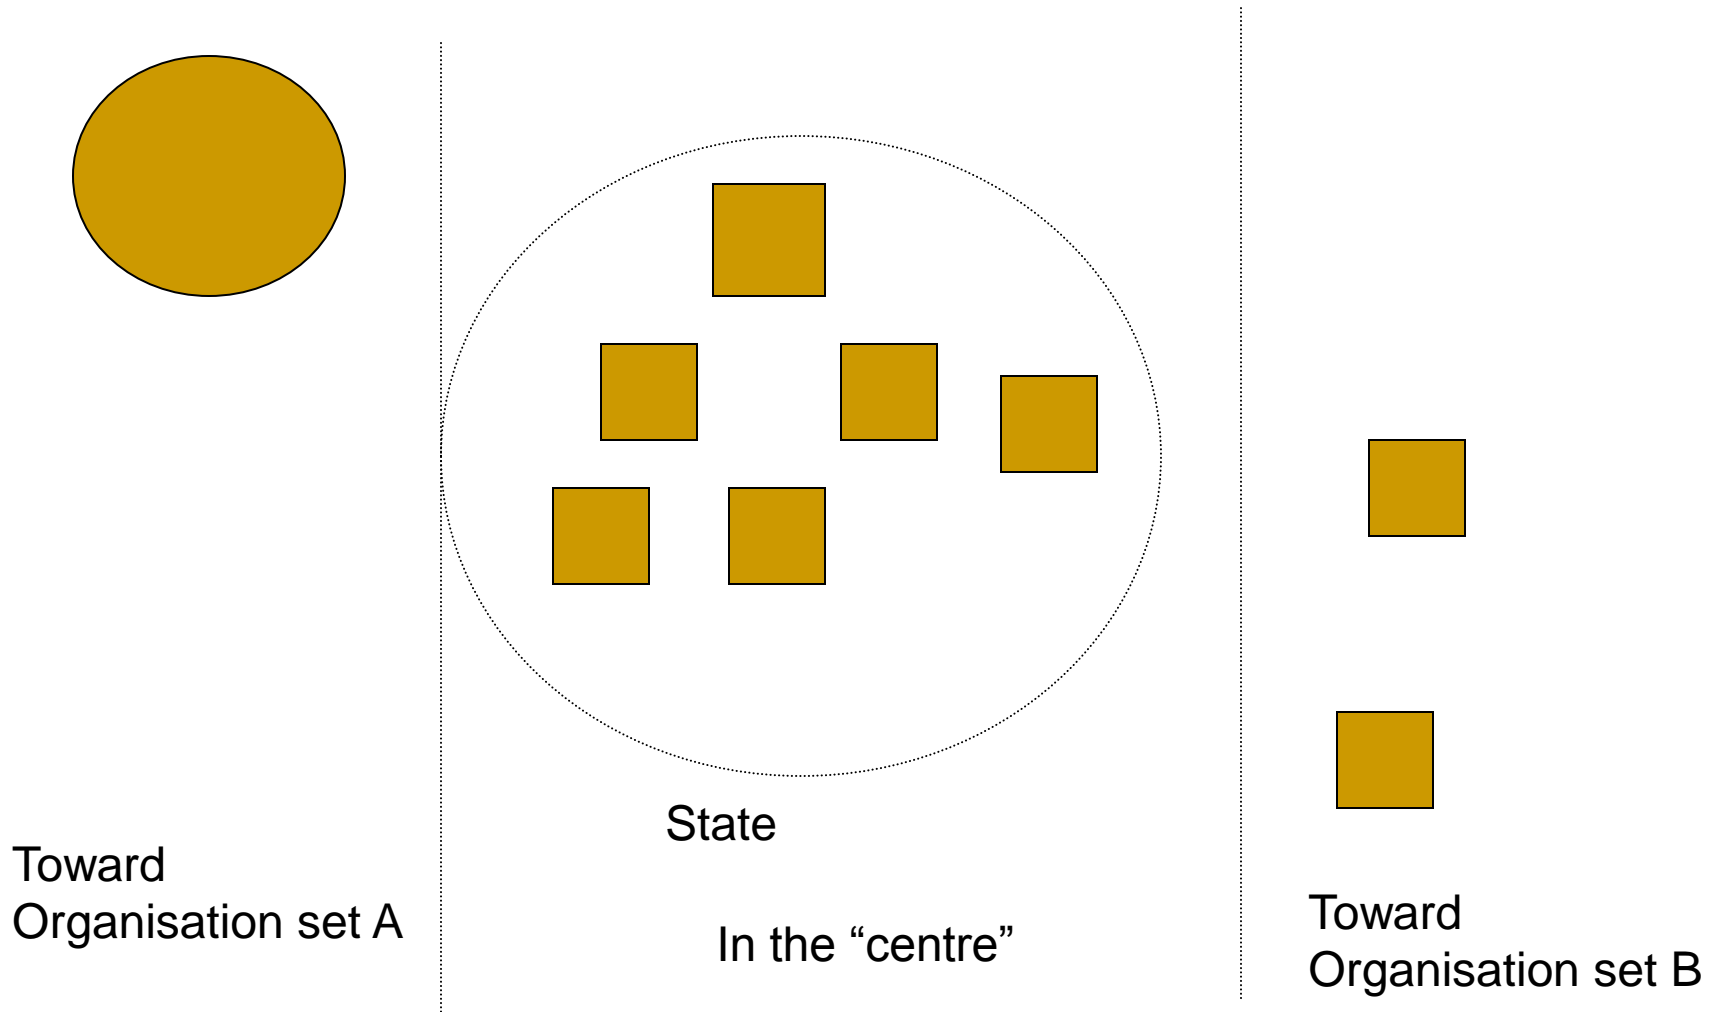 State
Toward
Organisation set A
In the “centre”
Toward
Organisation set B